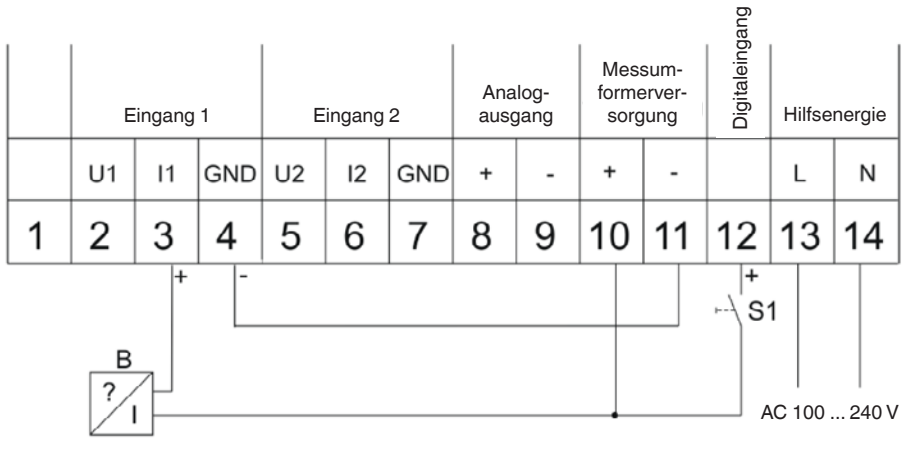 Digitaleingang
Messum-
Analog-
formerver-
Eingang 1
Eingang 2
ausgang
sorgung
Hilfsenergie
U1 I1 GND U2 I2 GND + - + - L N
1 2 3 4 5 6 7 8 9 10 11 12 13 14
+ - +
S1
B
?
I
AC 100 ... 240 V